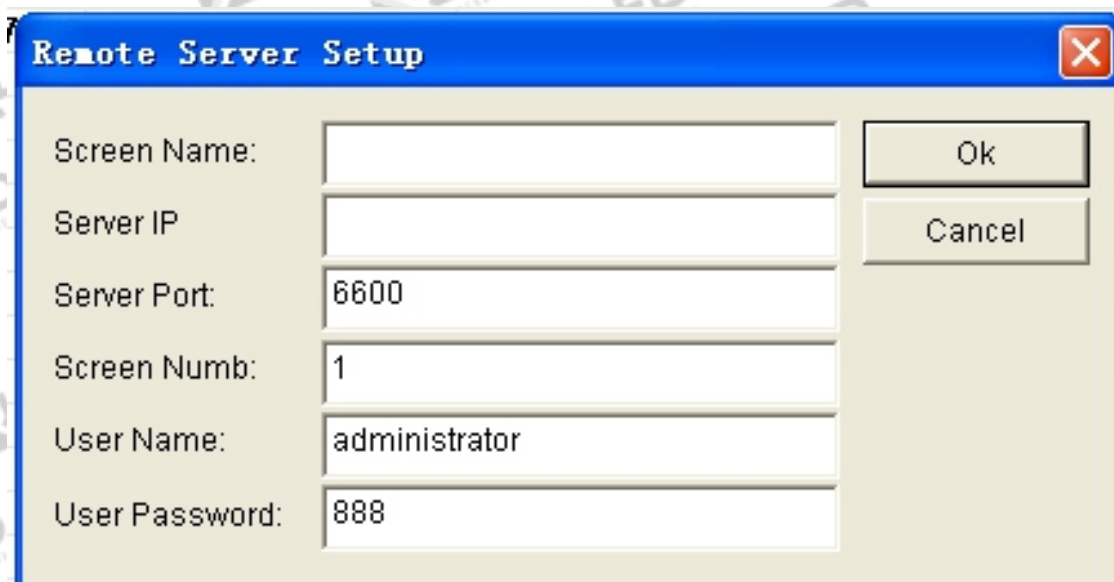 Remote Server Setup
Screen Name:
Ok
Server IP
Cancel
Server Port: 6600
Screen Numb: 1
User Name: administrator
User Password: 888